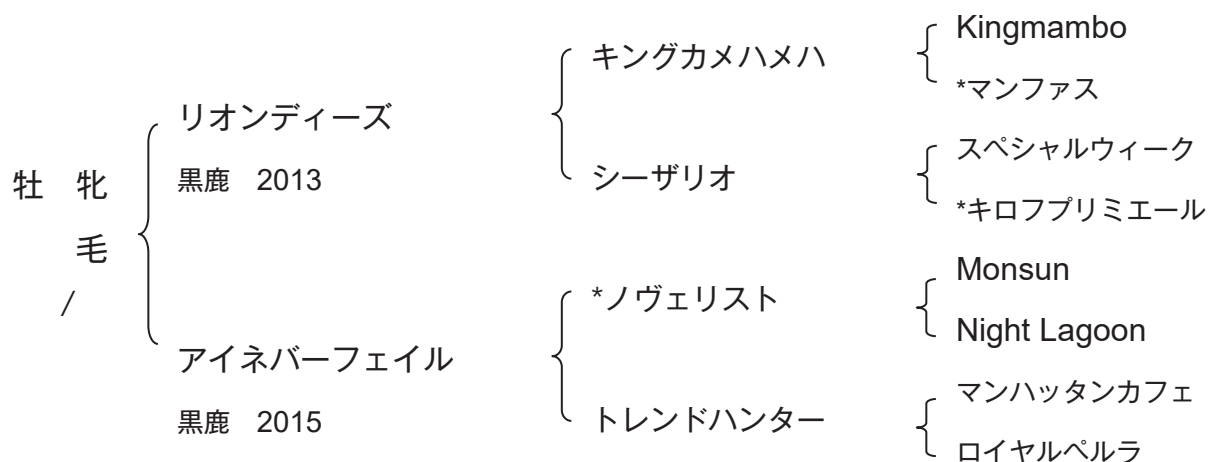 牡 牝
毛
/
リオンディーズ
黒鹿 2013
アイネバーフェイル
黒鹿 2015
キングカメハメハ
シーザリオ
*ノヴェリスト
トレンドハンター
Kingmambo
*マンファス
スペシャルウィーク
*キロフプリミエール
Monsun
Night Lagoon
マンハッタンカフェ
ロイヤルペルラ